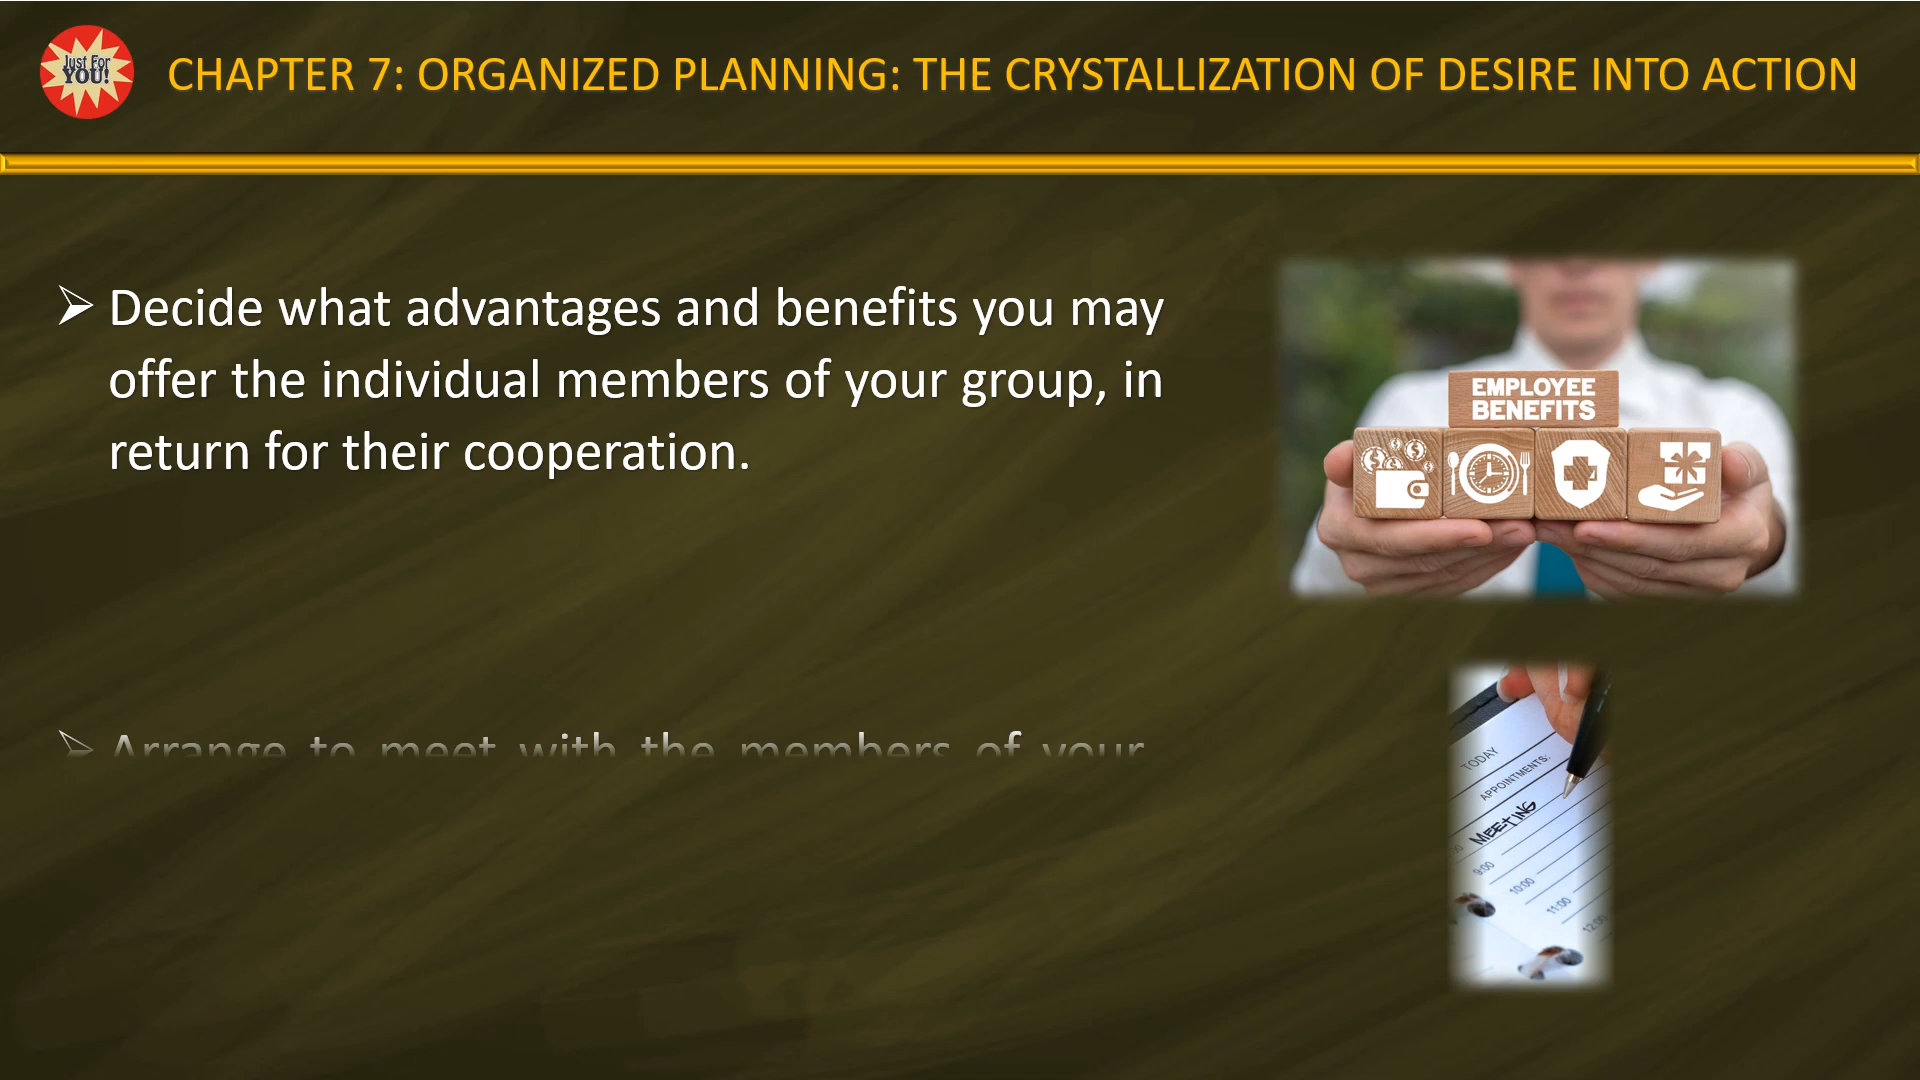 Just For
YOU!
CHAPTER 7: ORGANIZED PLANNING: THE CRYSTALLIZATION OF DESIRE INTO ACTION
➢ Decide what advantages and benefits you may
offer the individual members of your group, in
return for their cooperation.
EMPLOYEE
BENEFITS
➢ Arrange to meet with the members of your
TODAY
APPOINTMENTS:
MEETING
9:00
10:00
11:00
12:00